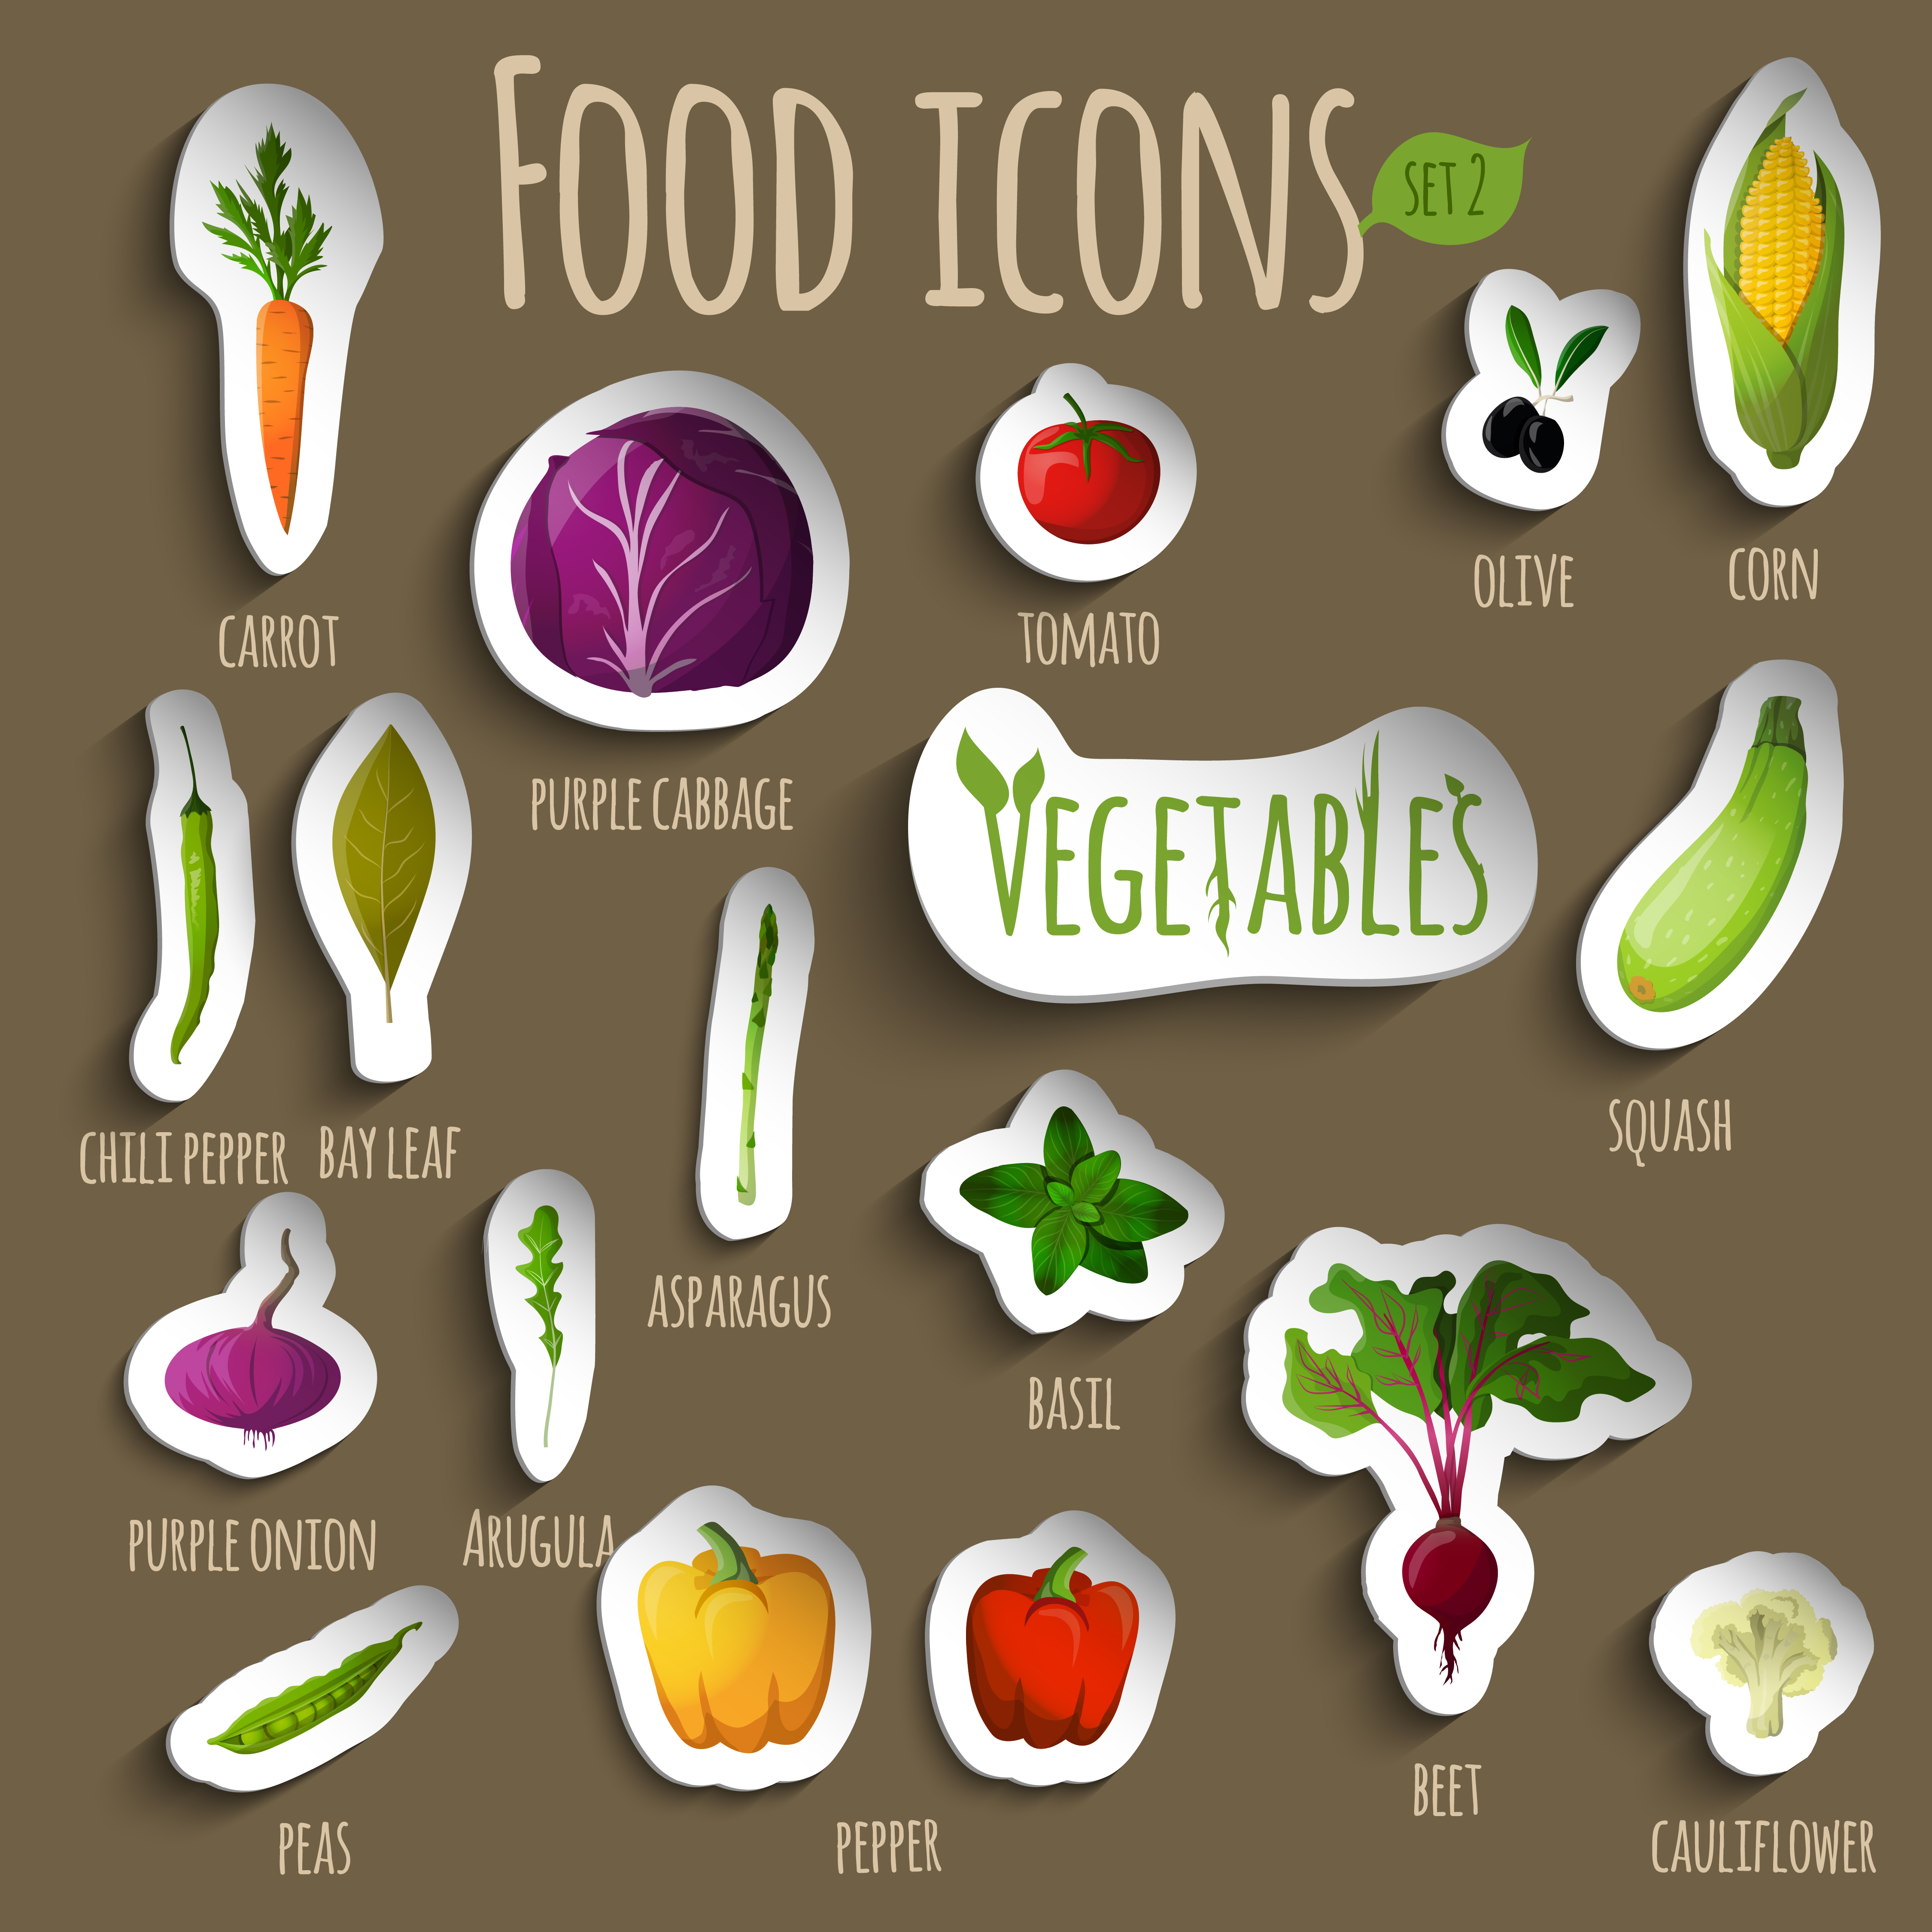 FOOD ICONS
SET 2
CARROT
PURPLE CABBAGE
TOMATO
OLIVE
CORN
VEGETABLES
CHILI PEPPER
BAY LEAF
ASPARAGUS
SQUASH
PURPLE ONION
ARUGULA
BASIL
PEAS
PEPPER
BEET
CAULIFLOWER